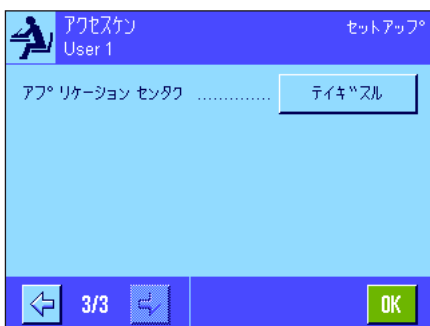 アクセスケン セットアップ
User 1
アプリケーション センタク .............. テイギスル
3/3 OK